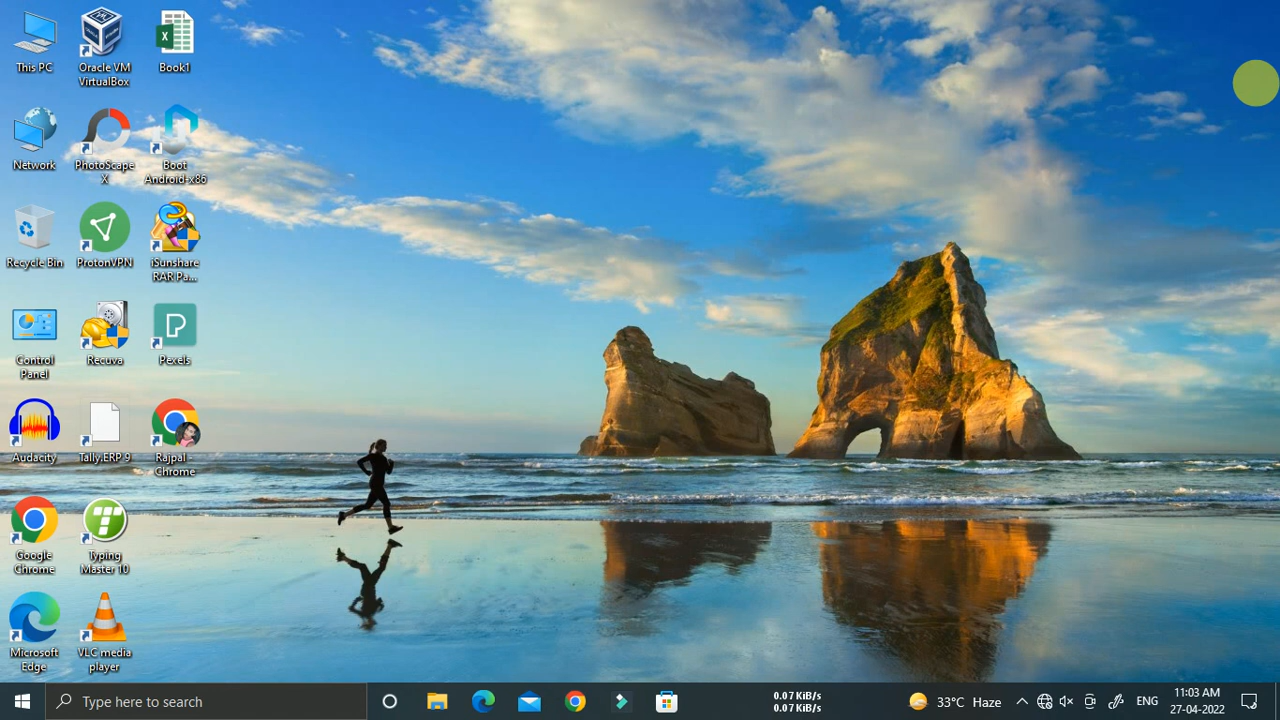 This PC
Oracle VM
VirtualBox
Book1
Network
PhotoScape
X
Boot
Android-x86
Recycle Bin
ProtonVPN
iSunshare
RAR Pa...
Control
Panel
Recuva
Pexels
Audacity
Tally.ERP 9
Rajpal -
Chrome
Google
Chrome
Typing
Master 10
Microsoft
Edge
VLC media
player
Type here to search
0.07 KiB/s
0.07 KiB/s
33°C Haze
ENG
11:03 AM
27-04-2022